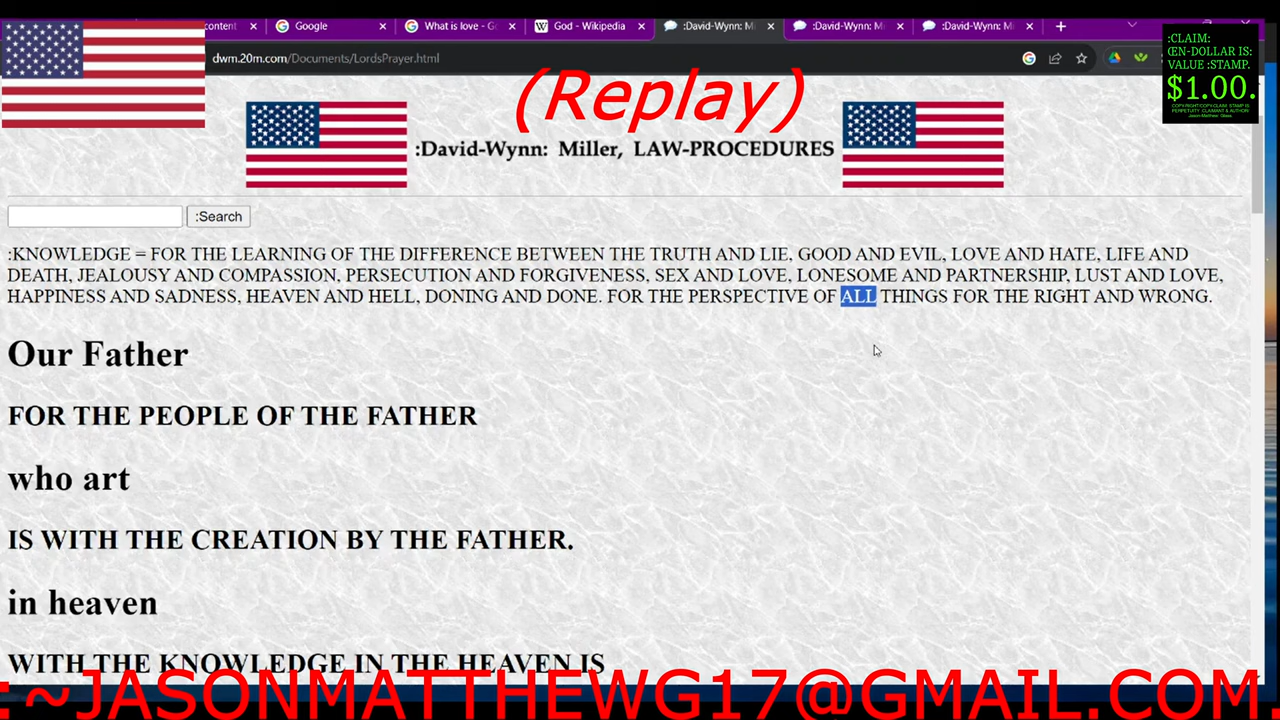 content
Google
What is love - G
God - Wikipedia
:David-Wynn: M
:David-Wynn: M
:David-Wynn: M
dwm.20m.com/Documents/LordsPrayer.html
:CLAIM:
ŒN-DOLLAR IS:
VALUE :STAMP.
$1.00.
(Replay)
:David-Wynn: Miller, LAW-PROCEDURES
:Search
:KNOWLEDGE = FOR THE LEARNING OF THE DIFFERENCE BETWEEN THE TRUTH AND LIE, GOOD AND EVIL, LOVE AND HATE, LIFE AND
DEATH, JEALOUSY AND COMPASSION, PERSECUTION AND FORGIVENESS, SEX AND LOVE, LONESOME AND PARTNERSHIP, LUST AND LOVE,
HAPPINESS AND SADNESS, HEAVEN AND HELL, DONING AND DONE. FOR THE PERSPECTIVE OF ALL THINGS FOR THE RIGHT AND WRONG.
Our Father
FOR THE PEOPLE OF THE FATHER
who art
IS WITH THE CREATION BY THE FATHER.
in heaven
WITH THE KNOWLEDGE IN THE HEAVEN IS
:~JASONMATTHEWG17@GMAIL.COM.